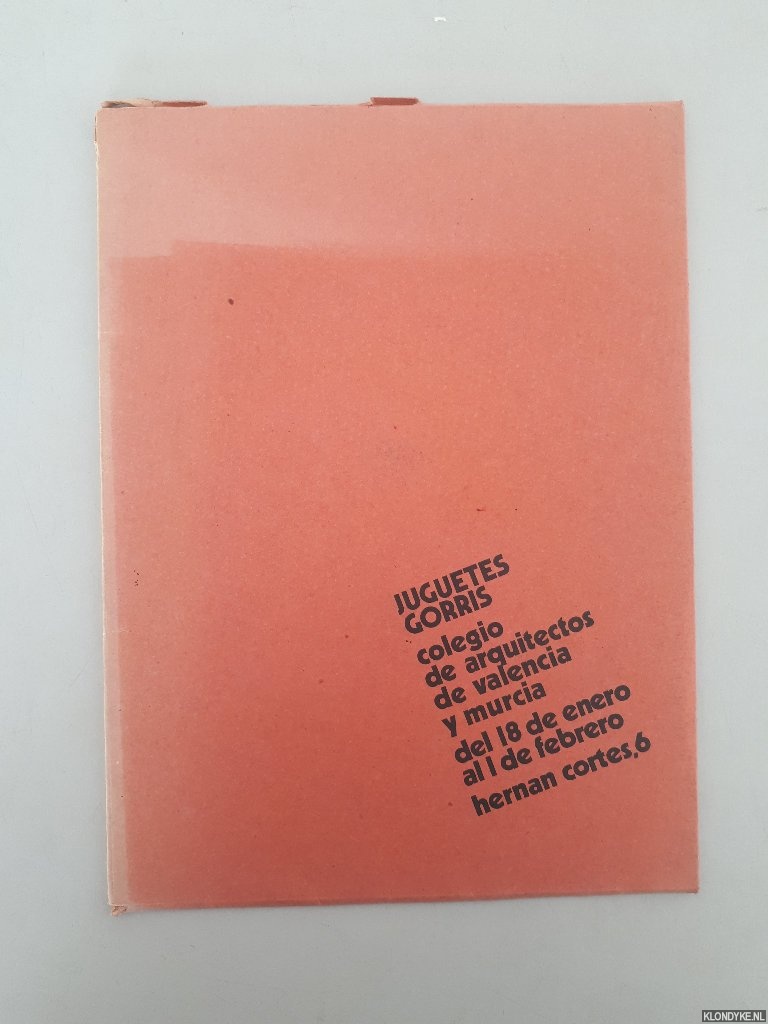 JUGUETES
GORRIS
colegio
de arquitectos
de valencia
y murcia
del 18 de enero
al 1 de febrero
hernan cortes,6
KLONDYKE.NL